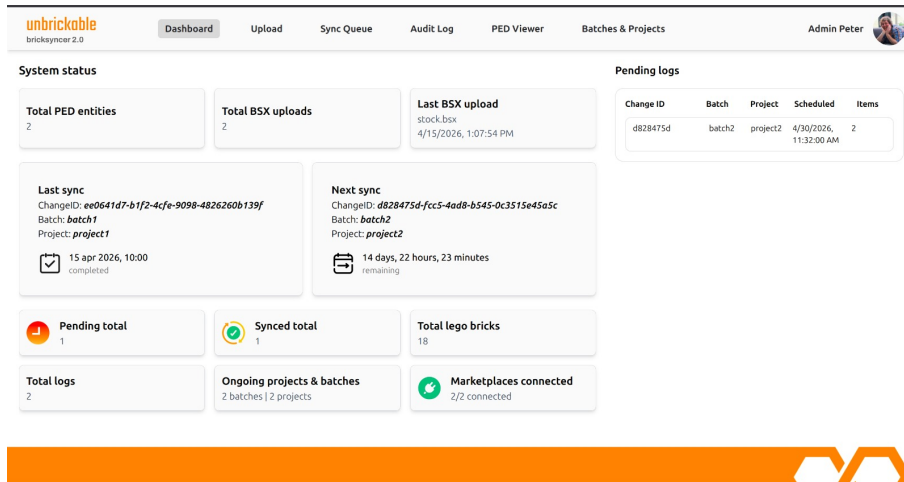 unbrickable
bricksyncer 2.0
Dashboard
Upload
Sync Queue
Audit Log
PED Viewer
Batches & Projects
Admin Peter
System status
Total PED entities
2
Total BSX uploads
2
Last BSX upload
stock.bsx
4/15/2026, 1:07:54 PM
Last sync
ChangeID: ee0641d7-b1f2-4cfe-9098-4826260b139f
Batch: batch1
Project: project1
15 apr 2026, 10:00
completed
Next sync
ChangeID: d828475d-fcc5-4ad8-b545-0c3515e45a5c
Batch: batch2
Project: project2
14 days, 22 hours, 23 minutes
remaining
Pending total
1
Synced total
1
Total lego bricks
18
Total logs
2
Ongoing projects & batches
2 batches | 2 projects
Marketplaces connected
2/2 connected
Pending logs
Change ID Batch Project Scheduled Items
d828475d batch2 project2 4/30/2026, 2
11:32:00 AM